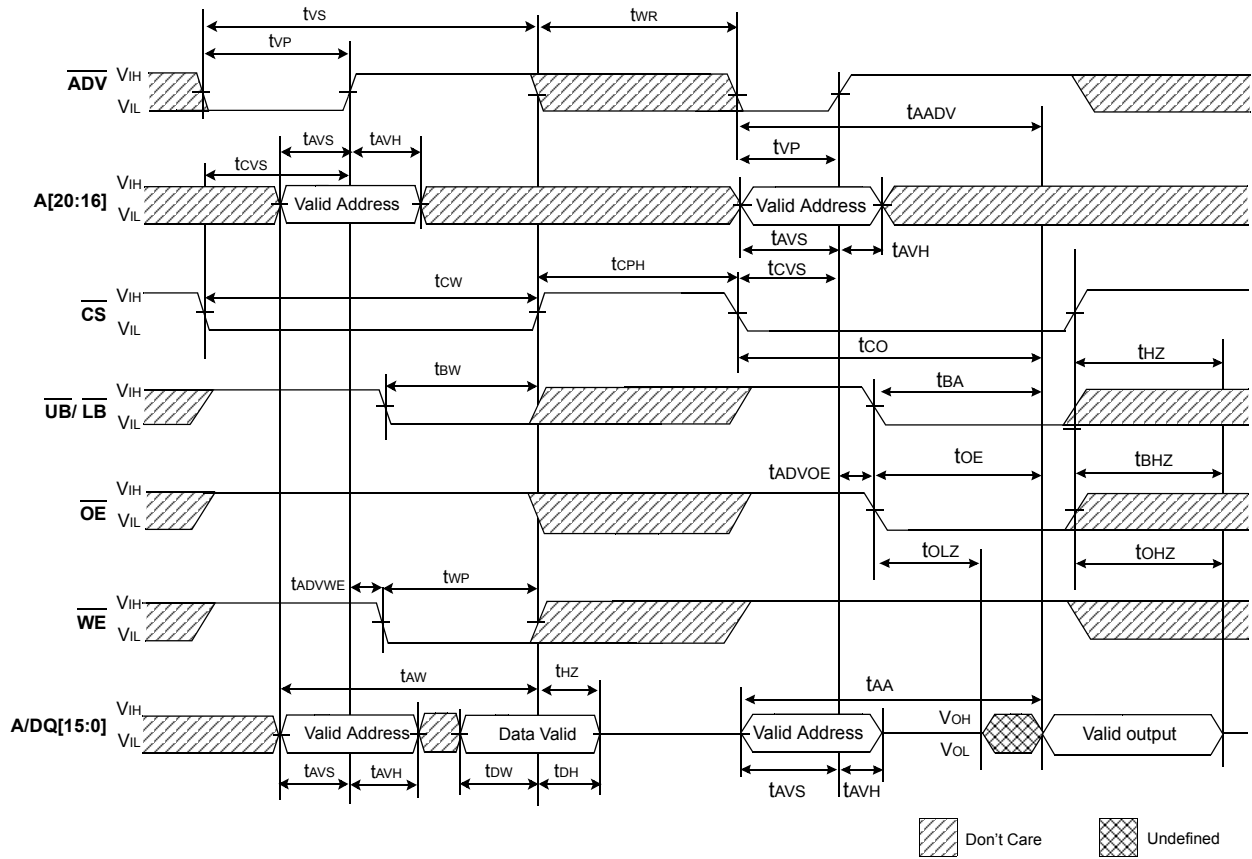 tVS
tWR
tVP
ADV
VIH
VIL
tAADV
tAVS
tAVH
tVP
tCVS
A[20:16]
VIH
VIL
Valid Address
Valid Address
tAVS
tAVH
tCPH
tCVS
tCW
CS
VIH
VIL
tCO
tHZ
tBW
tBA
UB/ LB
VIH
VIL
tADVOE
tOE
tBHZ
OE
VIH
VIL
tOLZ
tOHZ
tADVWE
tWP
WE
VIH
VIL
tAW
tHZ
tAA
A/DQ[15:0]
VIH
VIL
Valid Address
Data Valid
Valid Address
VOH
VOL
Valid output
tAVS
tAVH
tDW
tDH
tAVS
tAVH
Don't Care
Undefined